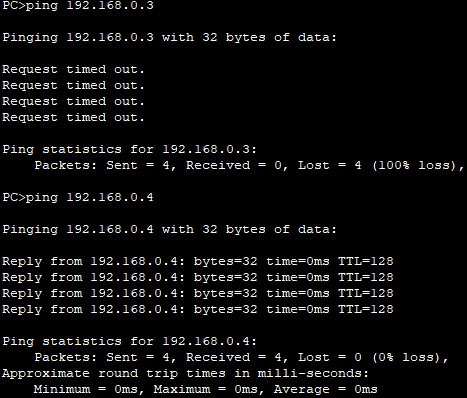 PC>ping 192.168.0.3
Pinging 192.168.0.3 with 32 bytes of data:
Request timed out.
Request timed out.
Request timed out.
Request timed out.
Ping statistics for 192.168.0.3:
    Packets: Sent = 4, Received = 0, Lost = 4 (100% loss),
PC>ping 192.168.0.4
Pinging 192.168.0.4 with 32 bytes of data:
Reply from 192.168.0.4: bytes=32 time=0ms TTL=128
Reply from 192.168.0.4: bytes=32 time=0ms TTL=128
Reply from 192.168.0.4: bytes=32 time=0ms TTL=128
Reply from 192.168.0.4: bytes=32 time=0ms TTL=128
Ping statistics for 192.168.0.4:
    Packets: Sent = 4, Received = 4, Lost = 0 (0% loss),
Approximate round trip times in milli-seconds:
    Minimum = 0ms, Maximum = 0ms, Average = 0ms